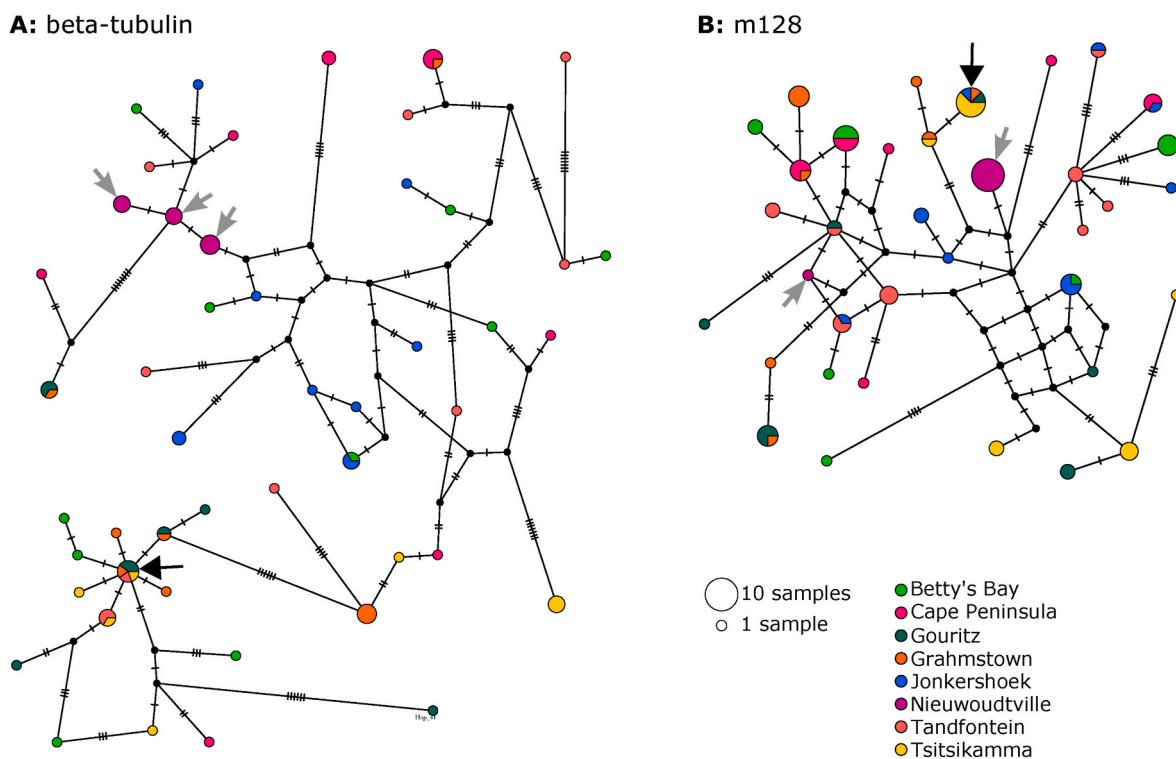 A: beta-tubulin
B: m128
10 samples
1 sample
Betty's Bay
Cape Peninsula
Gouritz
Grahmstown
Jonkershoek
Nieuwoudtville
Tandfontein
Tsitsikamma